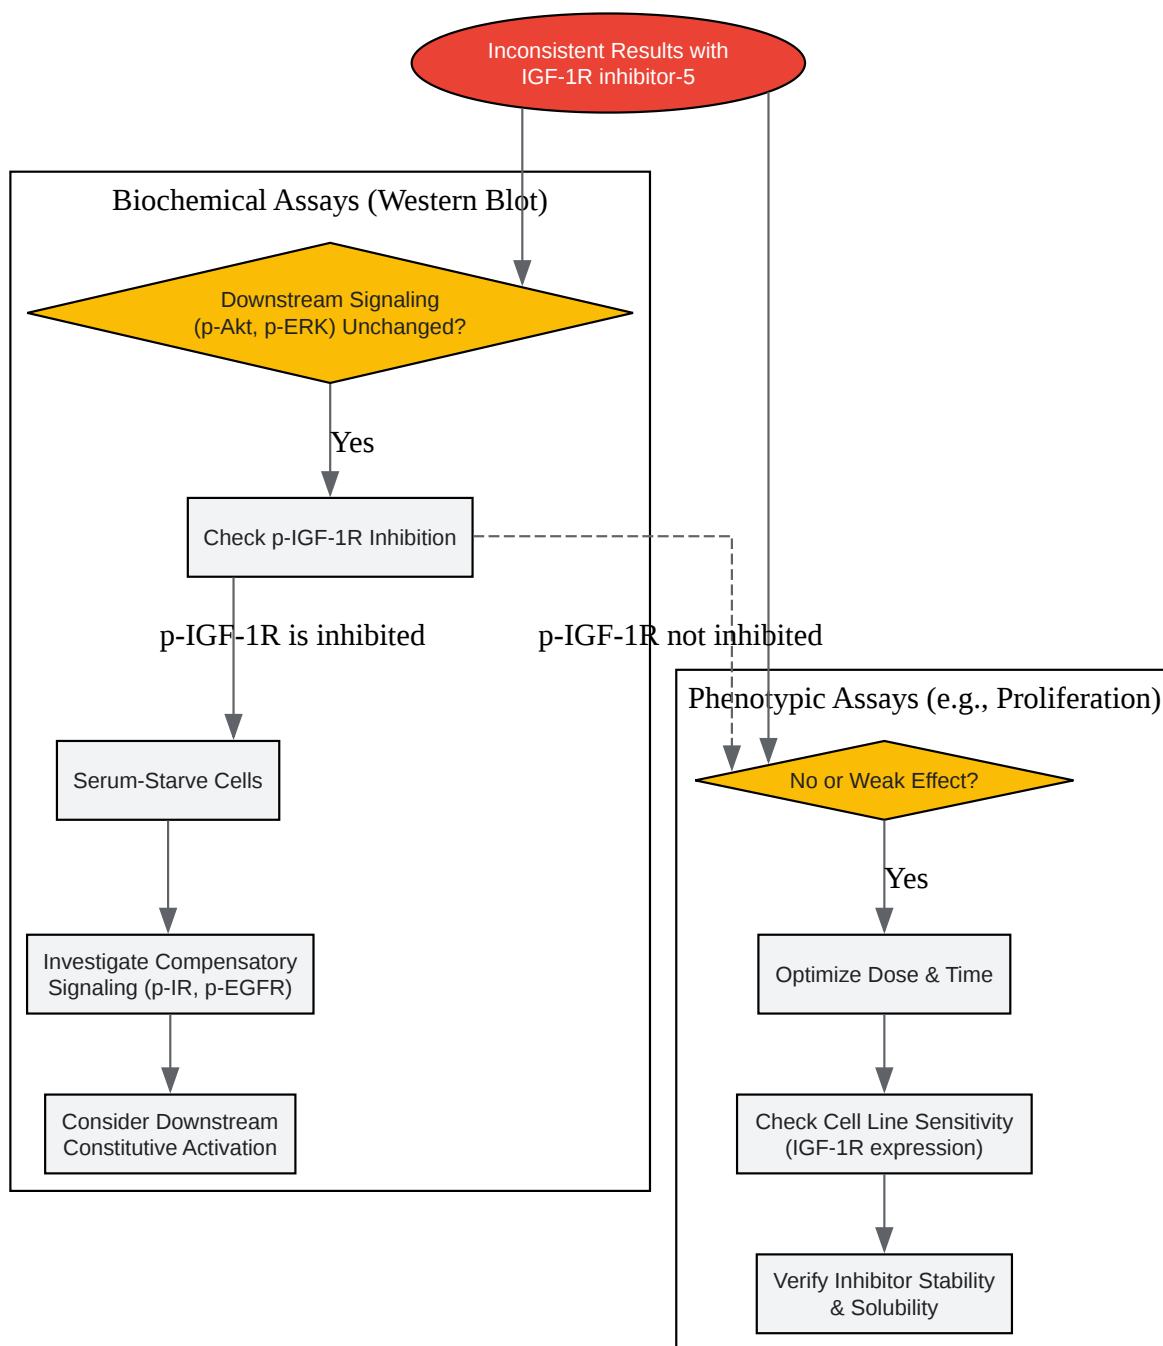 Inconsistent Results with
IGF-1R inhibitor-5
Biochemical Assays (Western Blot)
Downstream Signaling
(p-Akt, p-ERK) Unchanged?
Yes
Check p-IGF-1R Inhibition
p-IGF-1R is inhibited
p-IGF-1R not inhibited
Serum-Starve Cells
Investigate Compensatory
Signaling (p-IR, p-EGFR)
Consider Downstream
Constitutive Activation
Phenotypic Assays (e.g., Proliferation)
No or Weak Effect?
Yes
Optimize Dose & Time
Check Cell Line Sensitivity
(IGF-1R expression)
Verify Inhibitor Stability
& Solubility